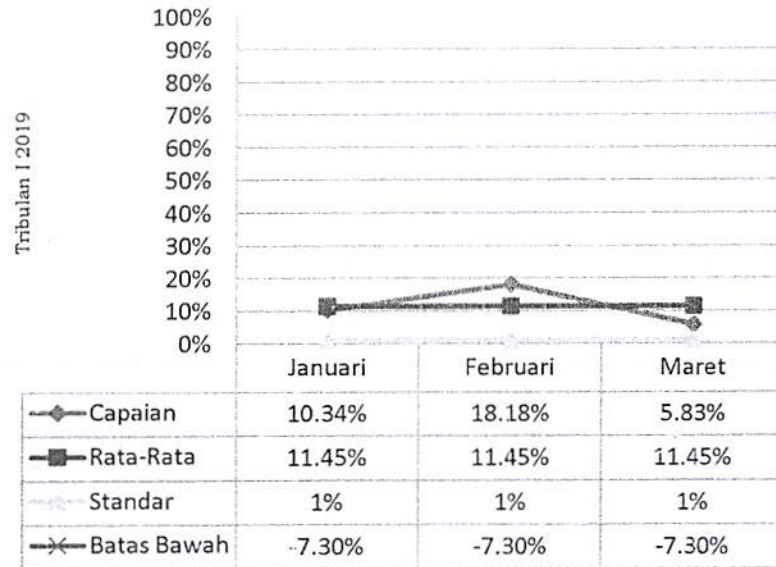 Tribulan I 2019
100%
90%
80%
70%
60%
50%
40%
30%
20%
10%
0%
Januari Februari Maret
Capaian 10.34% 18.18% 5.83%
Rata-Rata 11.45% 11.45% 11.45%
Standar 1% 1% 1%
Batas Bawah -7.30% -7.30% -7.30%